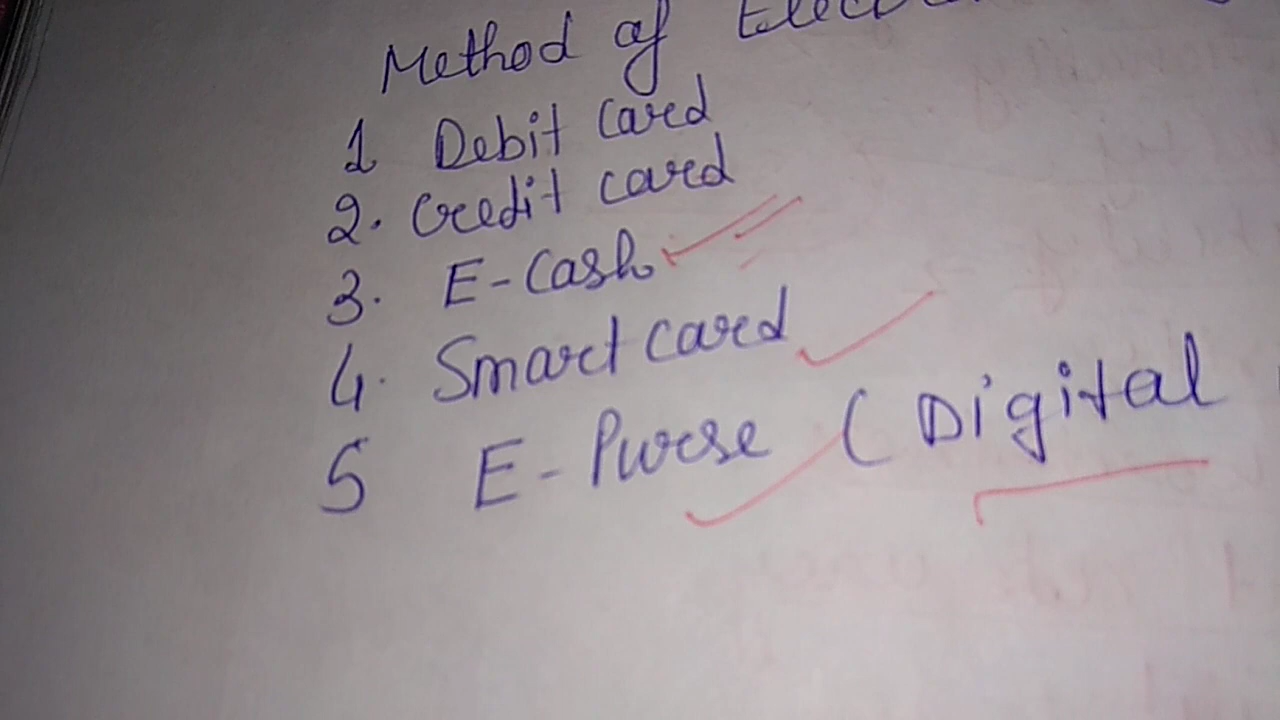 Method of
1 Debit Card
2. Credit card
3. E-Cash
4. Smart card
5 E-Purse ( Digital